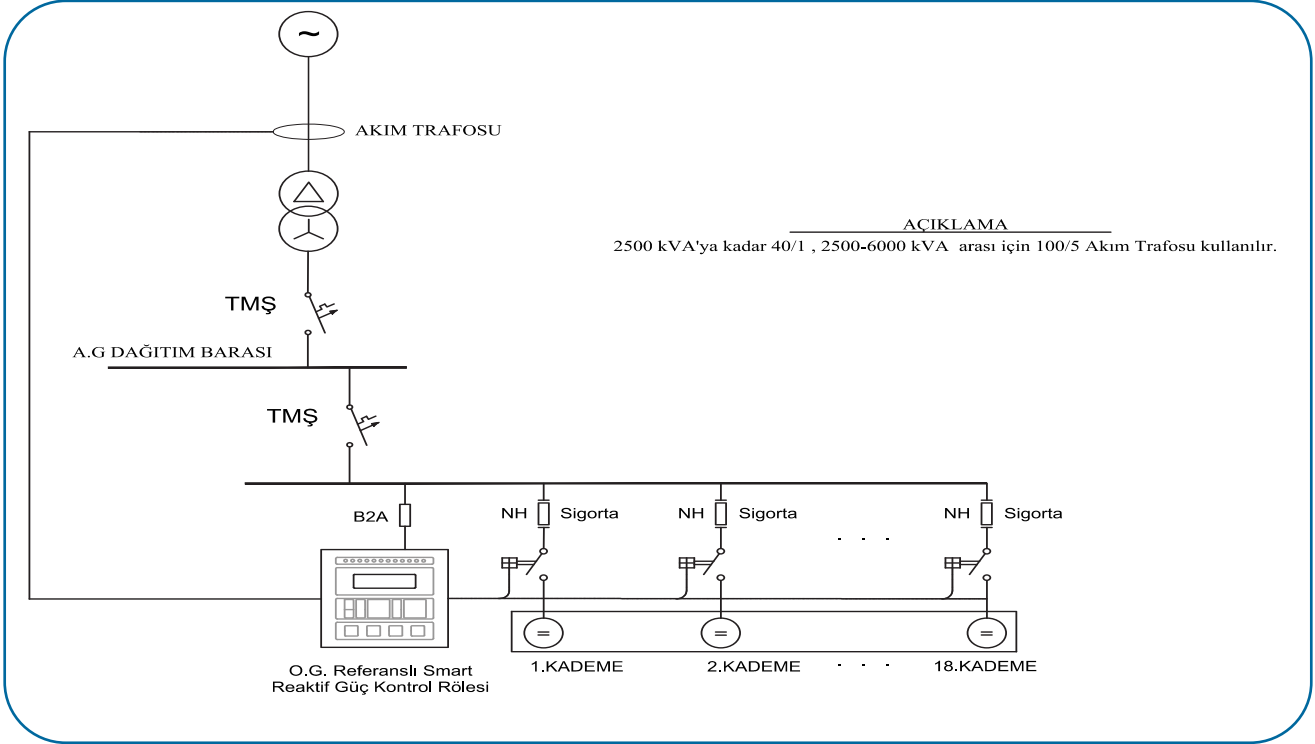 ~
AKIM TRAFOSU
AÇIKLAMA
2500 kVA'ya kadar 40/1 , 2500-6000 kVA arası için 100/5 Akım Trafosu kullanılır.
TMŞ
A.G DAĞITIM BARASI
TMŞ
B2A
NH Sigorta
NH Sigorta
NH Sigorta
. . .
= = =
1.KADEME 2.KADEME . . . 18.KADEME
O.G. Referanslı Smart
Reaktif Güç Kontrol Rölesi